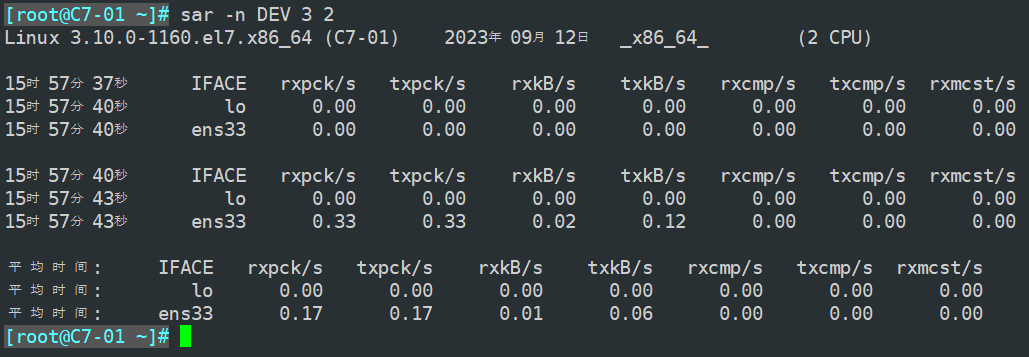 [root@C7-01 ~]# sar -n DEV 3 2
Linux 3.10.0-1160.el7.x86_64 (C7-01) 2023年 09月 12日 _x86_64_ (2 CPU)
15时 57分 37秒 IFACE rxpck/s txpck/s rxkB/s txkB/s rxcmp/s txcmp/s rxmcst/s
15时 57分 40秒 lo 0.00 0.00 0.00 0.00 0.00 0.00 0.00
15时 57分 40秒 ens33 0.00 0.00 0.00 0.00 0.00 0.00 0.00
15时 57分 40秒 IFACE rxpck/s txpck/s rxkB/s txkB/s rxcmp/s txcmp/s rxmcst/s
15时 57分 43秒 lo 0.00 0.00 0.00 0.00 0.00 0.00 0.00
15时 57分 43秒 ens33 0.33 0.33 0.02 0.12 0.00 0.00 0.00
平均时间: IFACE rxpck/s txpck/s rxkB/s txkB/s rxcmp/s txcmp/s rxmcst/s
平均时间: lo 0.00 0.00 0.00 0.00 0.00 0.00 0.00
平均时间: ens33 0.17 0.17 0.01 0.06 0.00 0.00 0.00
[root@C7-01 ~]#